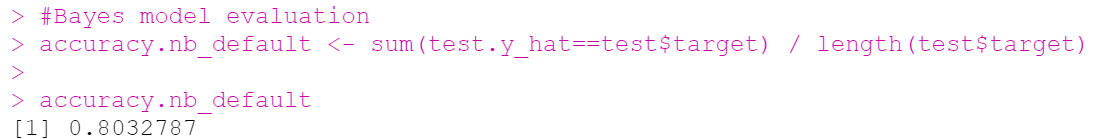 > #Bayes model evaluation
> accuracy.nb_default <- sum(test.y_hat==test$target) / length(test$target)
>
> accuracy.nb_default
[1] 0.8032787